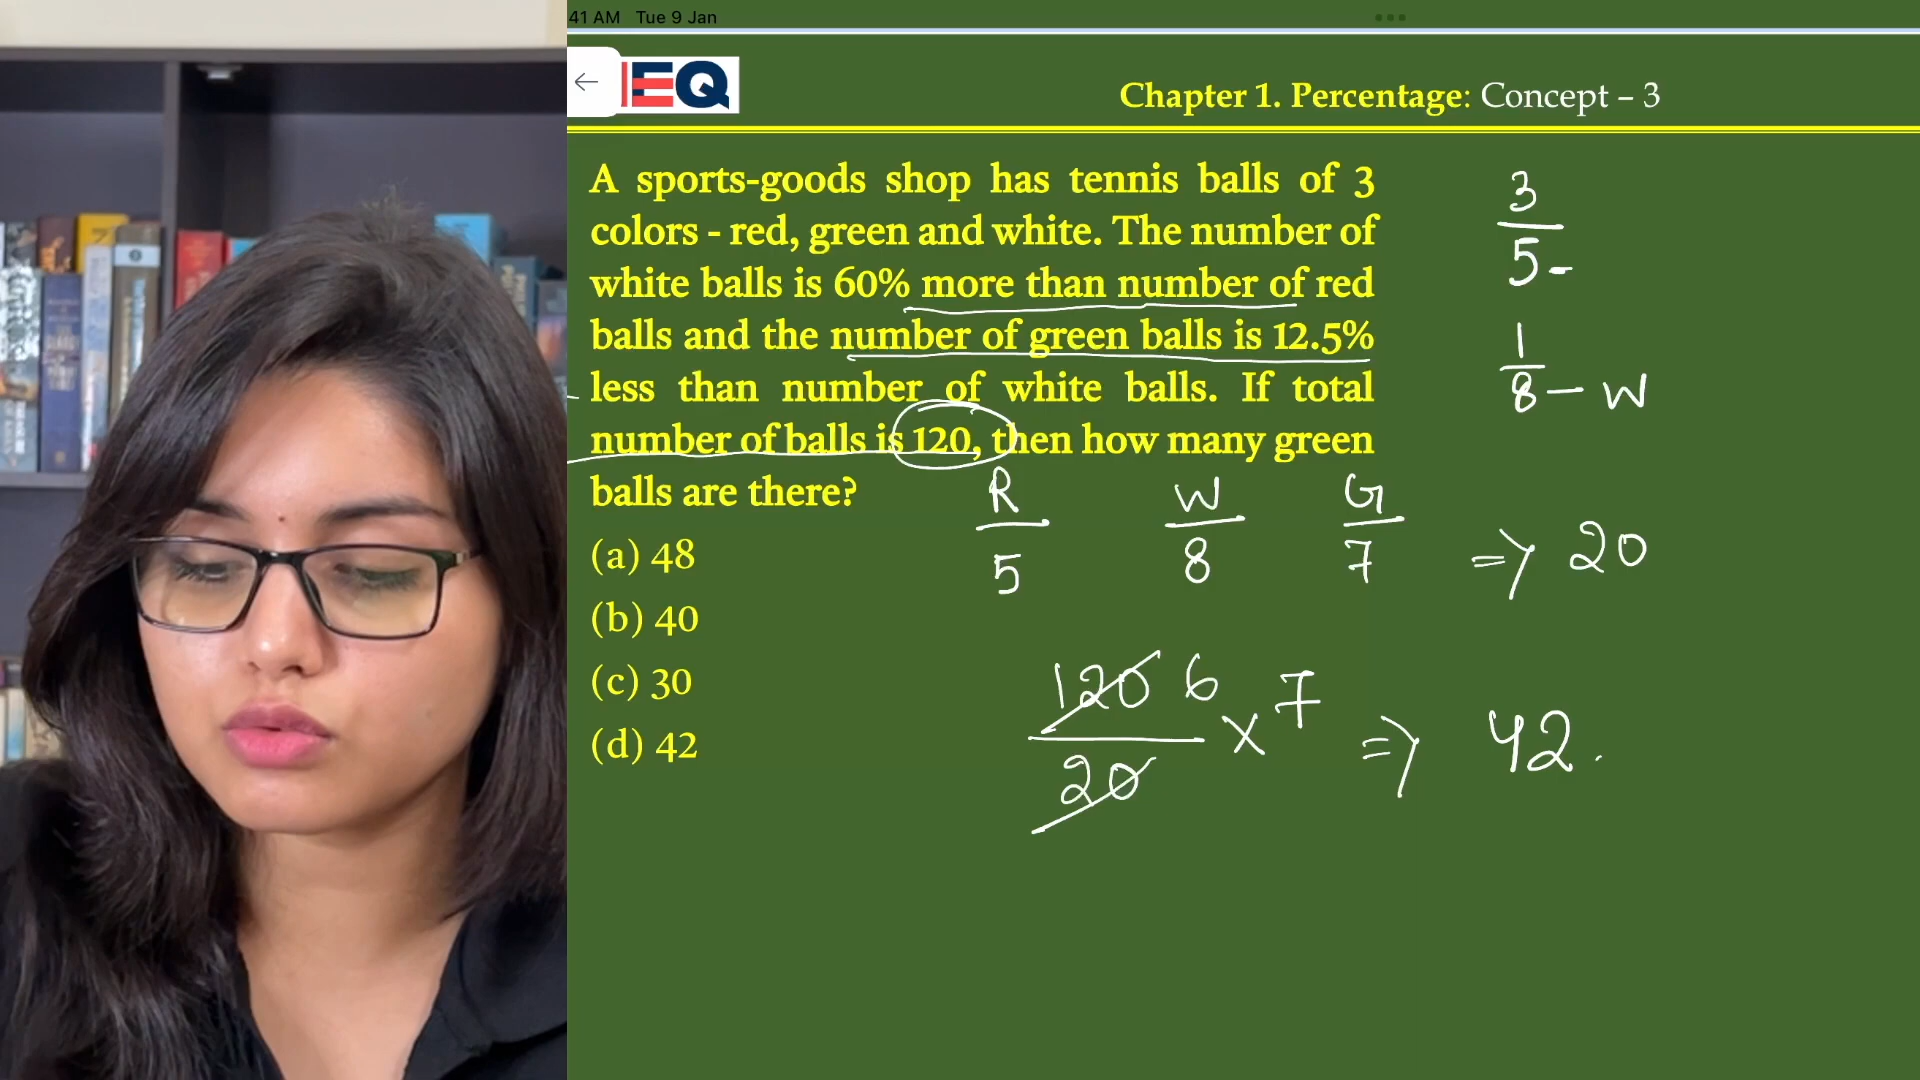 41 AM Tue 9 Jan
IEQ
Chapter 1. Percentage: Concept – 3
A sports-goods shop has tennis balls of 3
colors - red, green and white. The number of
white balls is 60% more than number of red
balls and the number of green balls is 12.5%
less than number of white balls. If total
number of balls is 120, then how many green
balls are there?
(a) 48
(b) 40
(c) 30
(d) 42
3
5 -
1
8 – W
R W G
5 8 7 => 20
120 6 x 7 => 42.
20